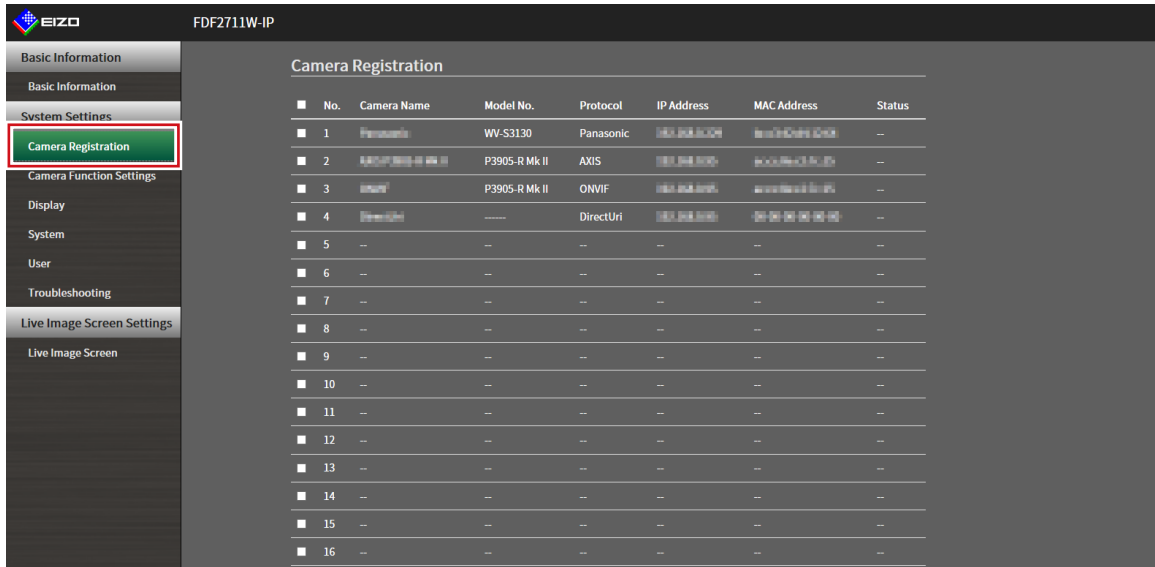 EIZO FDF2711W-IP
Basic Information
Basic Information
System Settings
Camera Registration
Camera Function Settings
Display
System
User
Troubleshooting
Live Image Screen Settings
Live Image Screen
Camera Registration
No. Camera Name Model No. Protocol IP Address MAC Address Status
1 WV-S3130 Panasonic --
2 P3905-R Mk II AXIS --
3 P3905-R Mk II ONVIF --
4 ------ DirectUri --
5 -- -- -- -- -- --
6 -- -- -- -- -- --
7 -- -- -- -- -- --
8 -- -- -- -- -- --
9 -- -- -- -- -- --
10 -- -- -- -- -- --
11 -- -- -- -- -- --
12 -- -- -- -- -- --
13 -- -- -- -- -- --
14 -- -- -- -- -- --
15 -- -- -- -- -- --
16 -- -- -- -- -- --